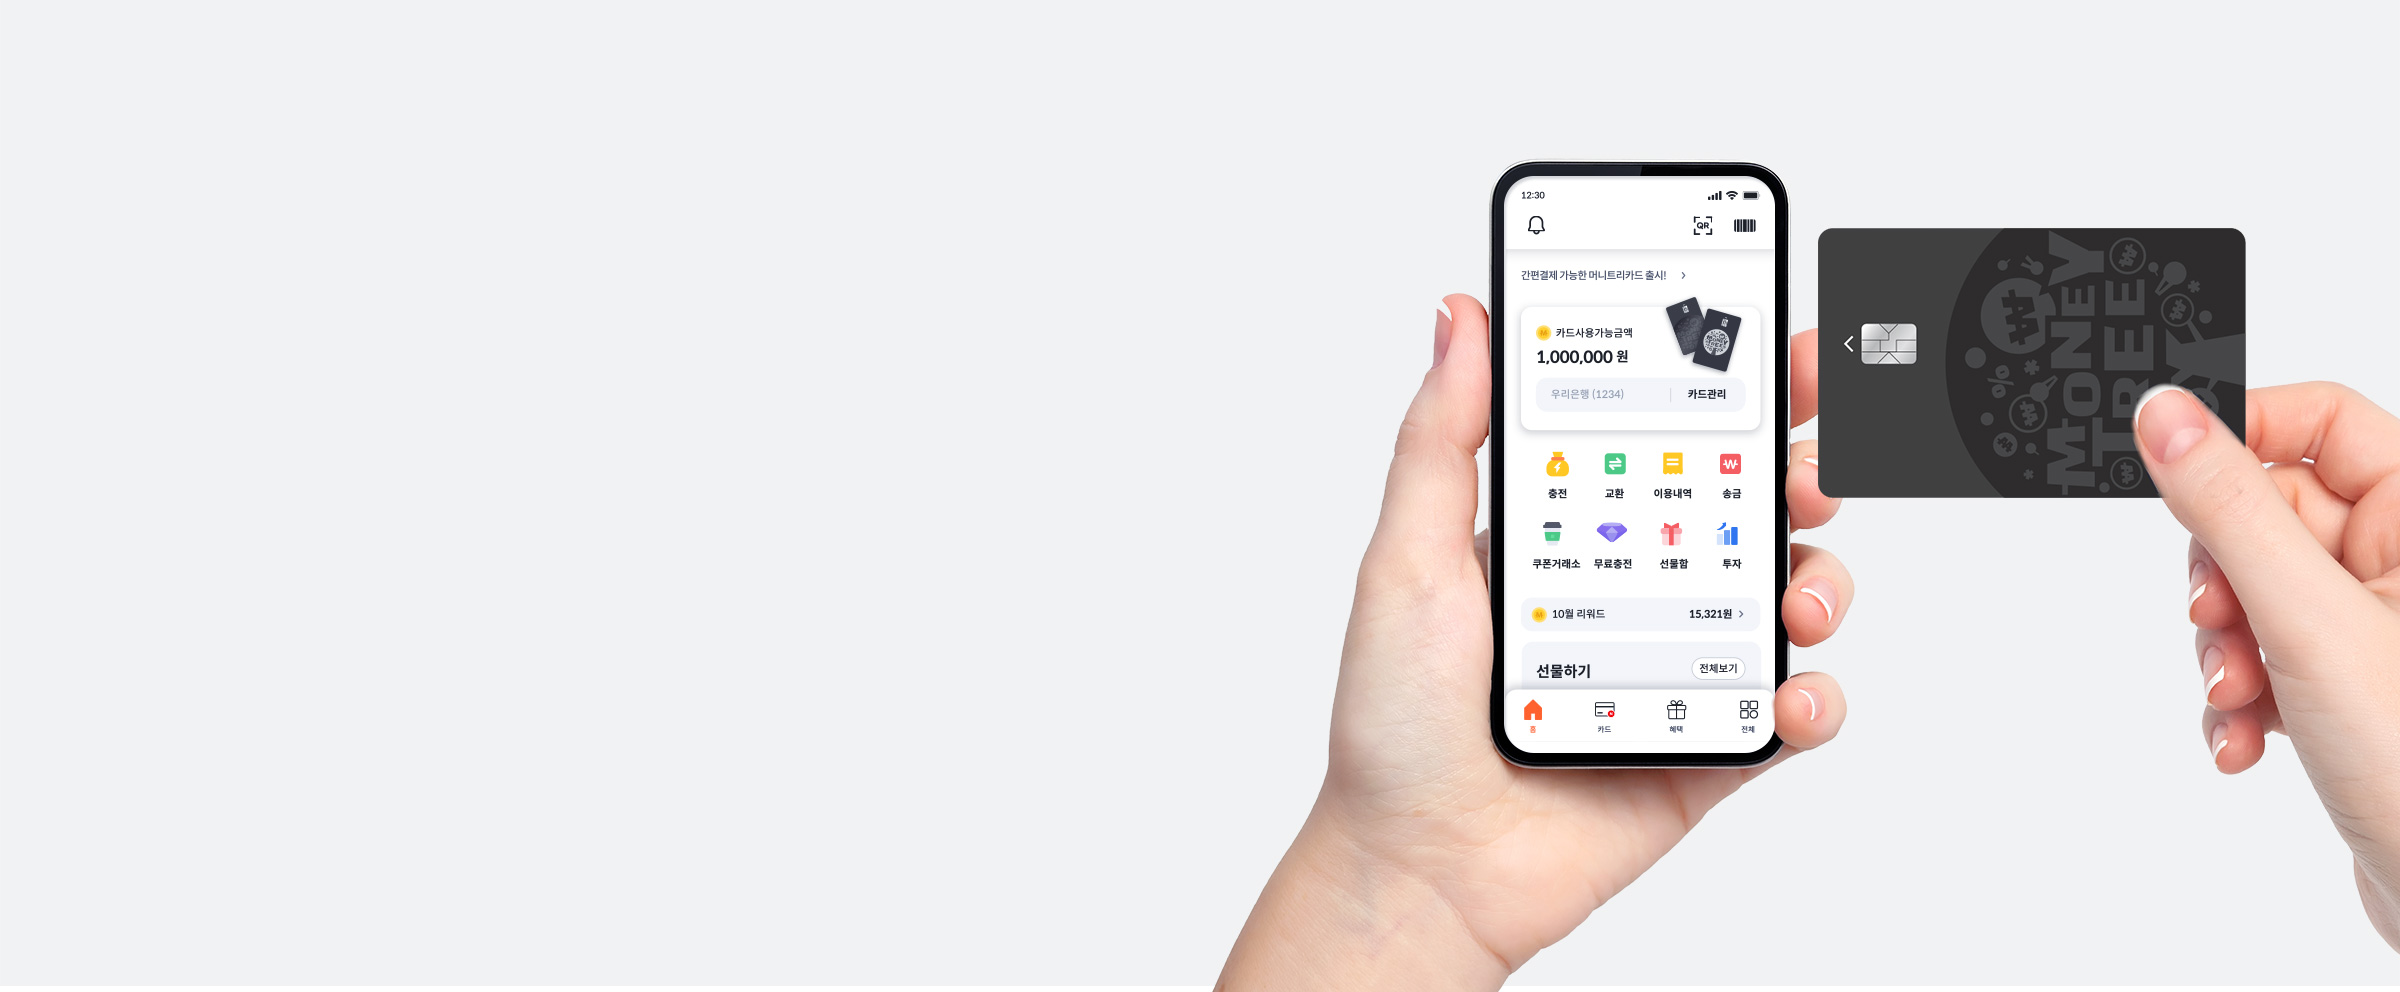 12:30
QR
간편결제 가능한 머니트리카드 출시!
카드사용가능금액
1,000,000 원
우리은행 (1234)
카드관리
충전
교환
이용내역
송금
쿠폰거래소
무료충전
선물함
투자
10월 리워드
15,321원
선물하기
전체보기
홈
카드
혜택
전체
MONEY
TREE